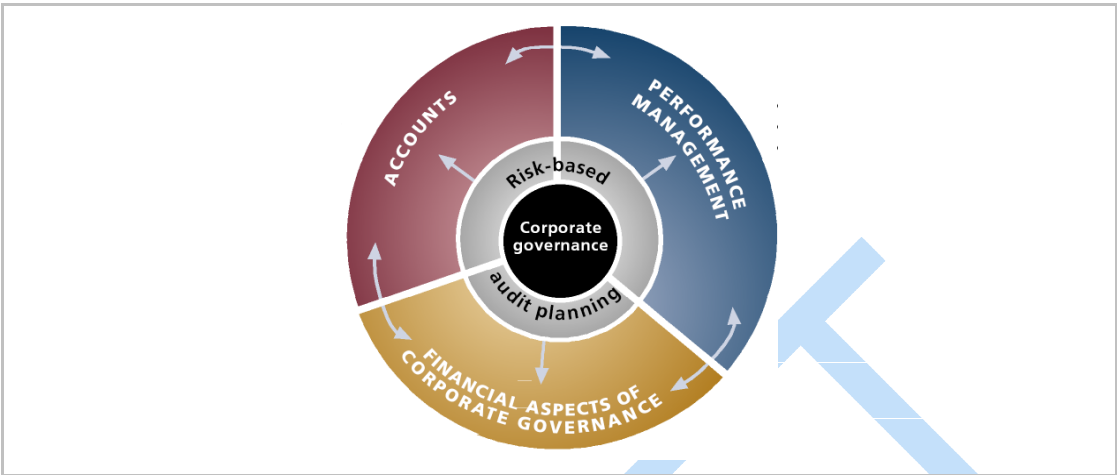 ACCOUNTS
PERFORMANCE
MANAGEMENT
Risk-based
Corporate
governance
audit planning
FINANCIAL ASPECTS OF
CORPORATE GOVERNANCE